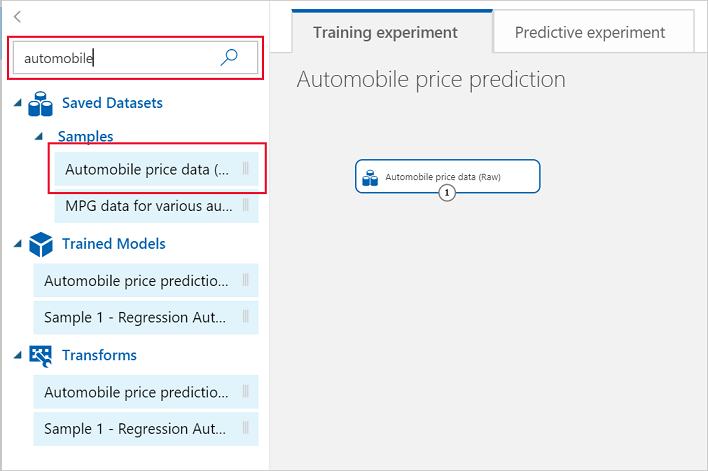 automobile
Saved Datasets
Samples
Automobile price data (...
MPG data for various au...
Trained Models
Automobile price predictio...
Sample 1 - Regression Aut...
Transforms
Automobile price predictio...
Sample 1 - Regression Aut...
Training experiment
Predictive experiment
Automobile price prediction
Automobile price data (Raw)
1